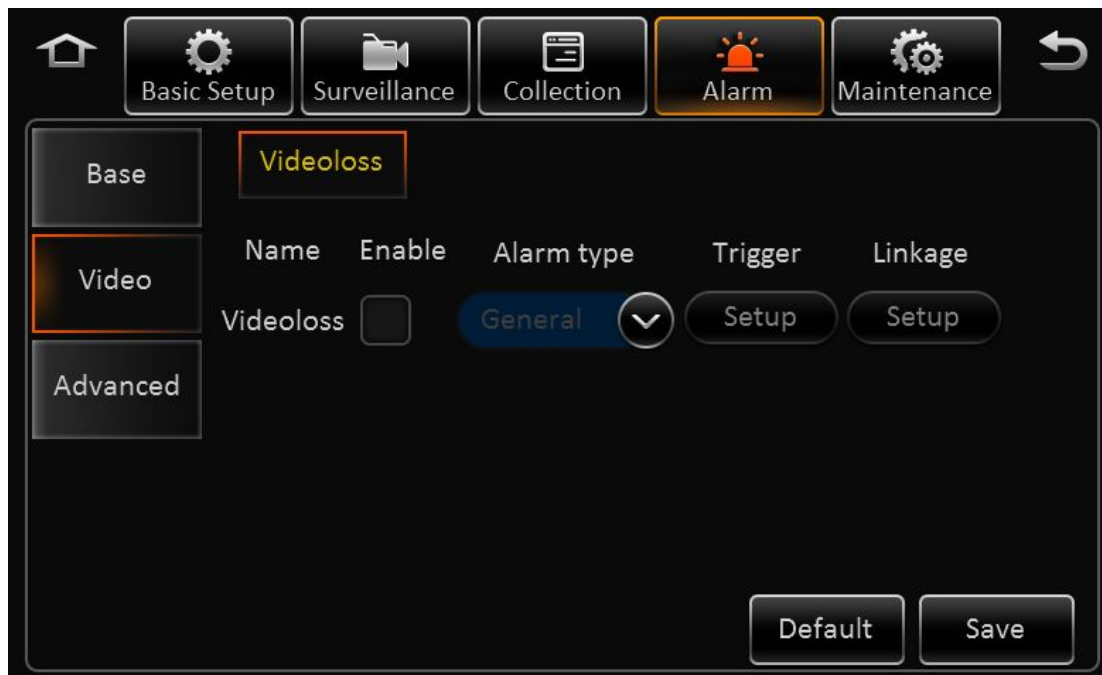 Basic Setup Surveillance Collection Alarm Maintenance
Base
Video
Advanced
Videoloss
Name Enable Alarm type Trigger Linkage
Videoloss General Setup Setup
Default Save